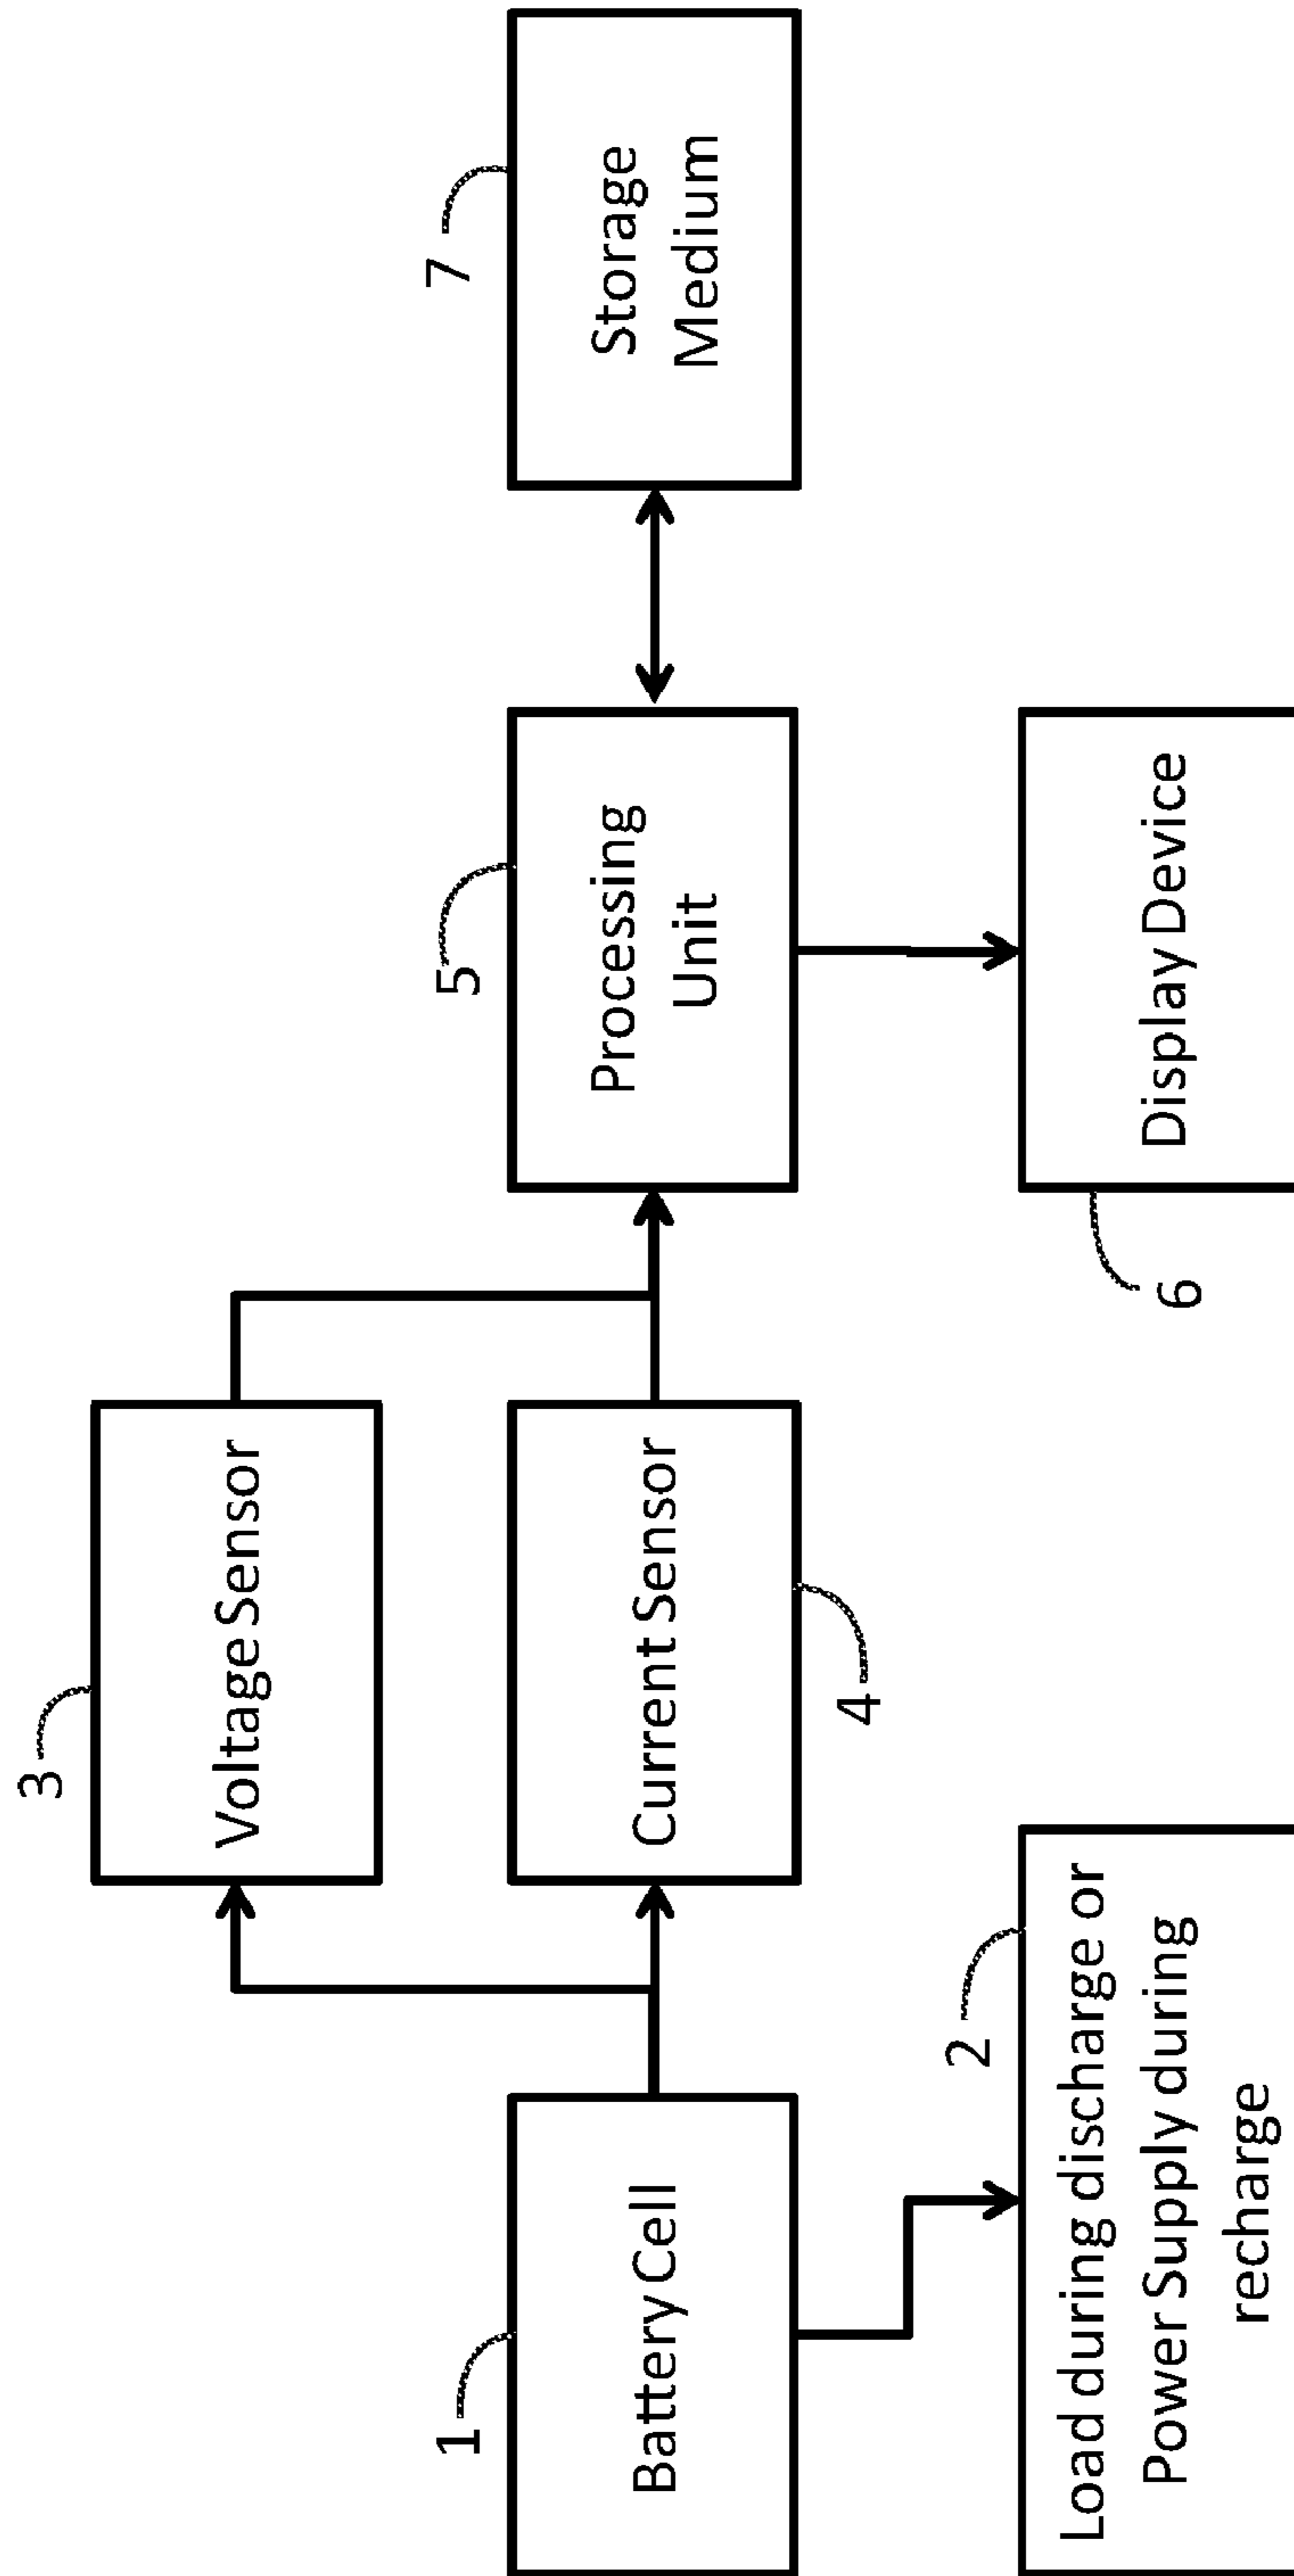 3
Voltage Sensor
1
Battery Cell
Current Sensor
4
5
Processing
Unit
7
Storage
Medium
2
Load during discharge or
Power Supply during
recharge
6
Display Device